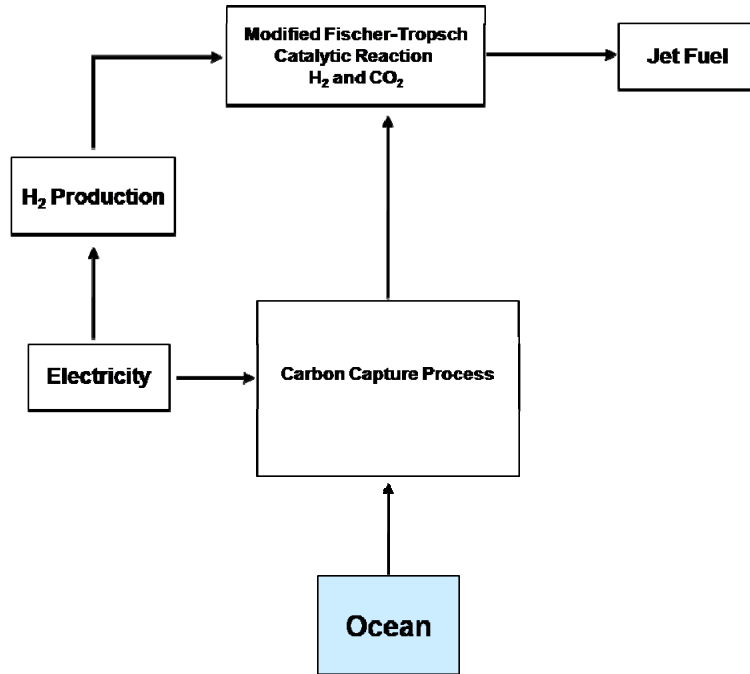 Modified Fischer-Tropsch
Catalytic Reaction
H₂ and CO₂
Jet Fuel
H₂ Production
Electricity
Carbon Capture Process
Ocean